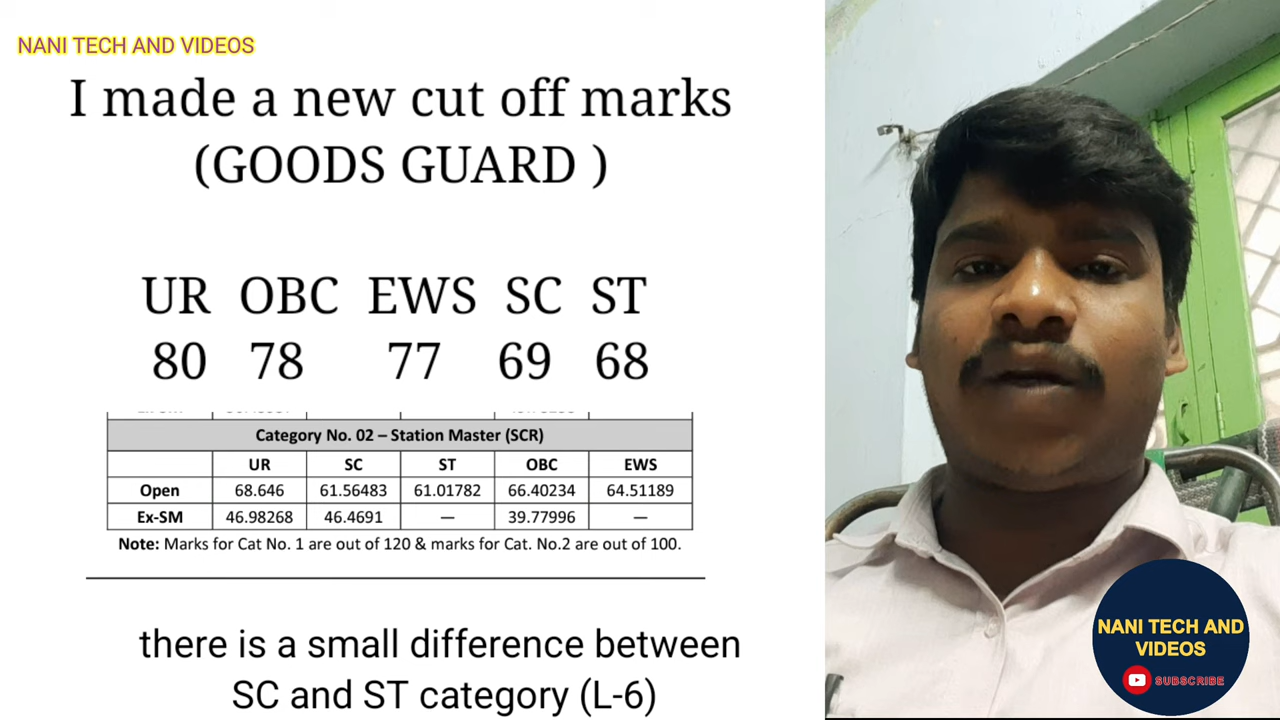 NANI TECH AND VIDEOS
I made a new cut off marks
(GOODS GUARD )
UR OBC EWS SC ST
80 78 77 69 68
Category No. 02 – Station Master (SCR)
UR SC ST OBC EWS
Open 68.646 61.56483 61.01782 66.40234 64.51189
Ex-SM 46.98268 46.4691 — 39.77996 —
Note: Marks for Cat No. 1 are out of 120 & marks for Cat. No.2 are out of 100.
there is a small difference between
SC and ST category (L-6)
NANI TECH AND
VIDEOS
SUBSCRIBE